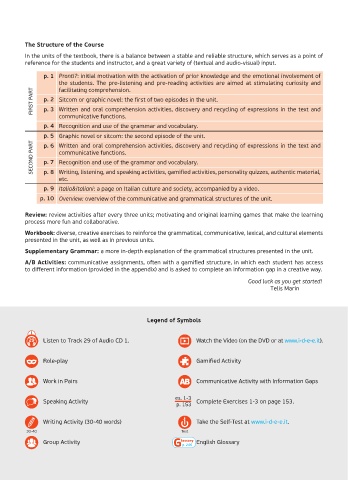 The Structure of the Course
In the units of the textbook, there is a balance between a stable and reliable structure, which serves as a point of
reference for the students and instructor, and a great variety of (textual and audio-visual) input.
FIRST PART
p. 1 Pronti?: initial motivation with the activation of prior knowledge and the emotional involvement of
the students. The pre-listening and pre-reading activities are aimed at stimulating curiosity and
facilitating comprehension.
p. 2 Sitcom or graphic novel: the first of two episodes in the unit.
p. 3 Written and oral comprehension activities, discovery and recycling of expressions in the text and
communicative functions.
p. 4 Recognition and use of the grammar and vocabulary.
SECOND PART
p. 5 Graphic novel or sitcom: the second episode of the unit.
p. 6 Written and oral comprehension activities, discovery and recycling of expressions in the text and
communicative functions.
p. 7 Recognition and use of the grammar and vocabulary.
p. 8 Writing, listening, and speaking activities, gamified activities, personality quizzes, authentic material,
etc.
p. 9 Italia&Italiani: a page on Italian culture and society, accompanied by a video.
p. 10 Overview: overview of the communicative and grammatical structures of the unit.
Review: review activities after every three units; motivating and original learning games that make the learning
process more fun and collaborative.
Workbook: diverse, creative exercises to reinforce the grammatical, communicative, lexical, and cultural elements
presented in the unit, as well as in previous units.
Supplementary Grammar: a more in-depth explanation of the grammatical structures presented in the unit.
A/B Activities: communicative assignments, often with a gamified structure, in which each student has access
to different information (provided in the appendix) and is asked to complete an information gap in a creative way.
Good luck as you get started!
Telis Marin
Legend of Symbols
Listen to Track 29 of Audio CD 1.
Watch the Video (on the DVD or at www.i-d-e-e.it).
Role-play
Gamified Activity
Work in Pairs
AB Communicative Activity with Information Gaps
Speaking Activity
es. 1-3
p. 153
Complete Exercises 1-3 on page 153.
Writing Activity (30-40 words)
30-40
Take the Self-Test at www.i-d-e-e.it.
Test
Group Activity
English Glossary